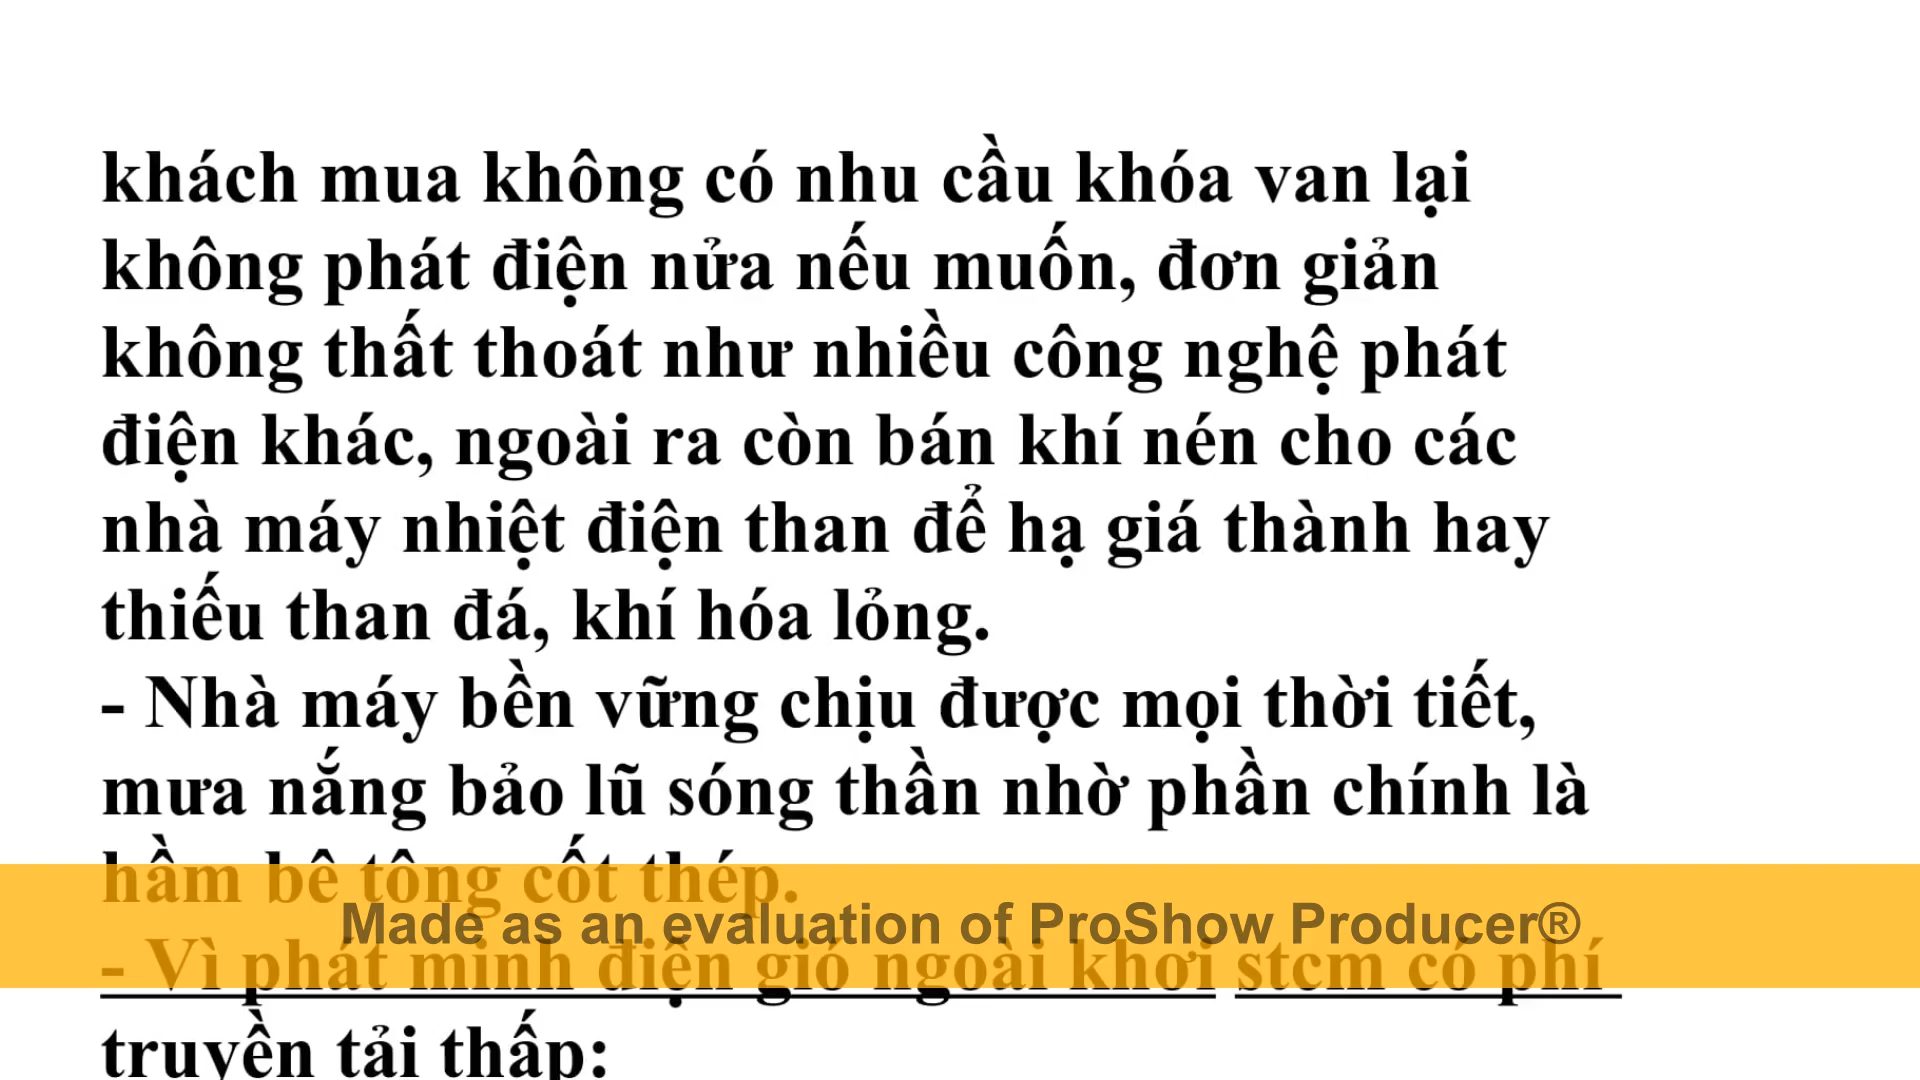 khách mua không có nhu cầu khóa van lại
không phát điện nửa nếu muốn, đơn giản
không thất thoát như nhiều công nghệ phát
điện khác, ngoài ra còn bán khí nén cho các
nhà máy nhiệt điện than để hạ giá thành hay
thiếu than đá, khí hóa lỏng.
- Nhà máy bền vững chịu được mọi thời tiết,
mưa nắng bảo lũ sóng thần nhờ phần chính là
hầm bê tông cốt thép.
Made as an evaluation of ProShow Producer®
- Vì phát minh điện gió ngoài khơi stcm có phí
truyền tải thấp: